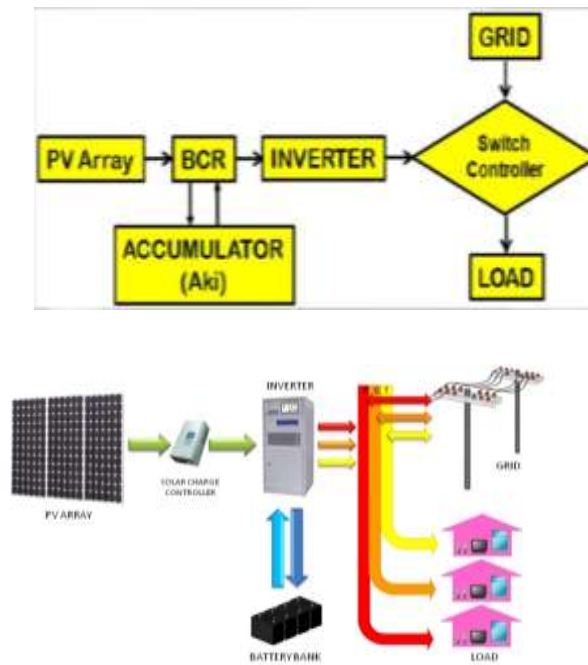 GRID
PV Array
BCR
INVERTER
Switch
Controller
ACCUMULATOR
(Aki)
LOAD
INVERTER
SOLAR CHARGE
CONTROLLER
PV ARRAY
GRID
BATTERY BANK
LOAD